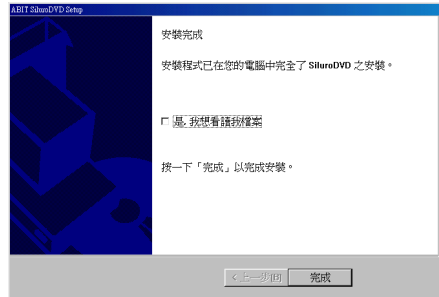 ABIT SiluroDVD Setup
安裝完成
安裝程式已在您的電腦中完全了 SiluroDVD 之安裝。
是, 我想看讀我檔案
按一下「完成」以完成安裝。
< 上一步(B)
完成